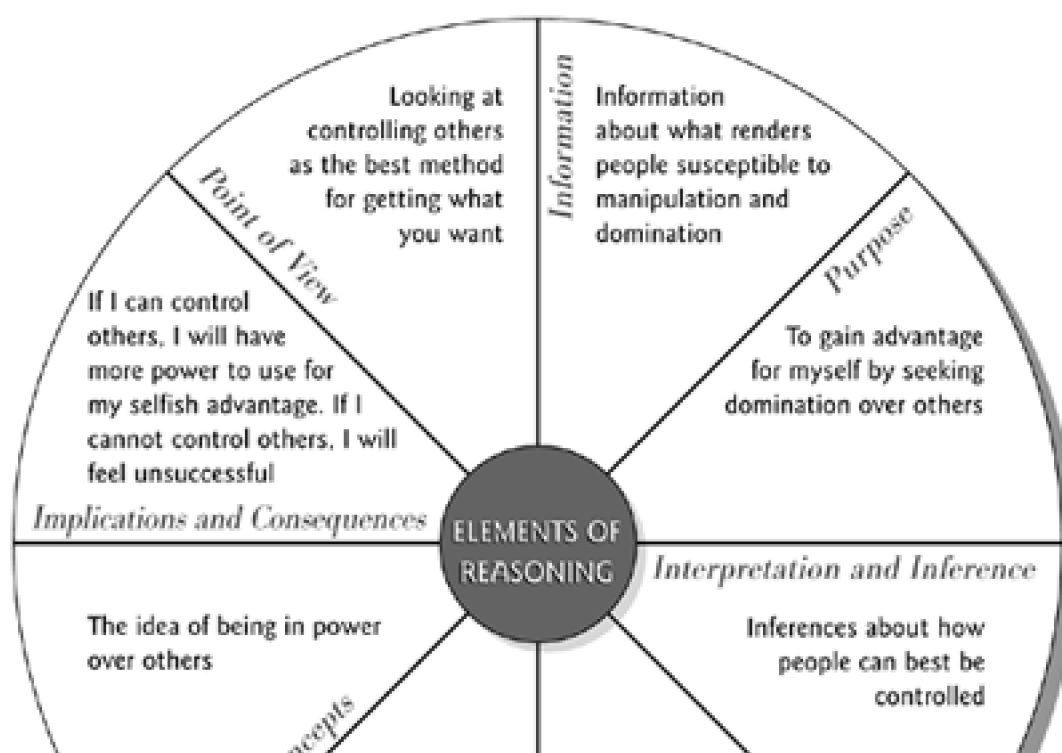 Point of View
Looking at
controlling others
as the best method
for getting what
you want
Information
Information
about what renders
people susceptible to
manipulation and
domination
Purpose
To gain advantage
for myself by seeking
domination over others
Implications and Consequences
If I can control
others, I will have
more power to use for
my selfish advantage. If I
cannot control others, I will
feel unsuccessful
ELEMENTS OF
REASONING
Interpretation and Inference
Inferences about how
people can best be
controlled
The idea of being in power
over others
ncepts